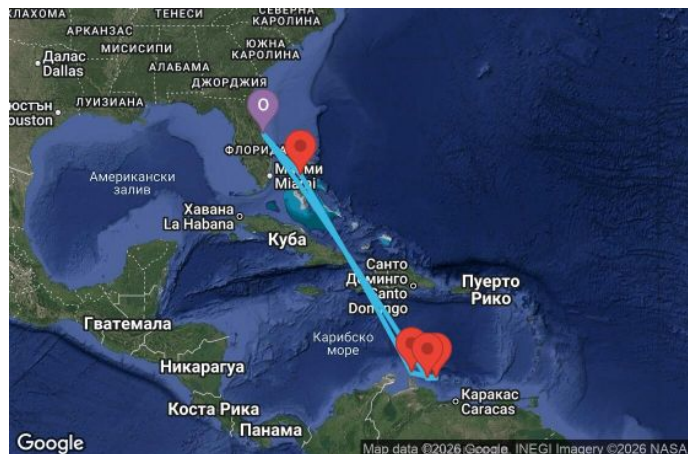 КЛАХОМА
ТЕНЕСИ
СЕВЕРНА
КАРОЛИНА
АРКАНЗАС
МИСИСИПИ
ЮЖНА
КАРОЛИНА
Далас
Dallas
АЛАБАМА
ДЖОРДЖИЯ
ЛУИЗИАНА
юстън
ouston
O
ФЛОРИДА
Miami
Американски
залив
Хавана
La Habana
Куба
Санто
Доминго
Santo
Domingo
Пуерто
Рико
Гватемала
Карибско
море
Никарагуа
Каракас
Caracas
Коста Рика
Панама
Google
Map data ©2026 Google, INEGI Imagery ©2026 NASA